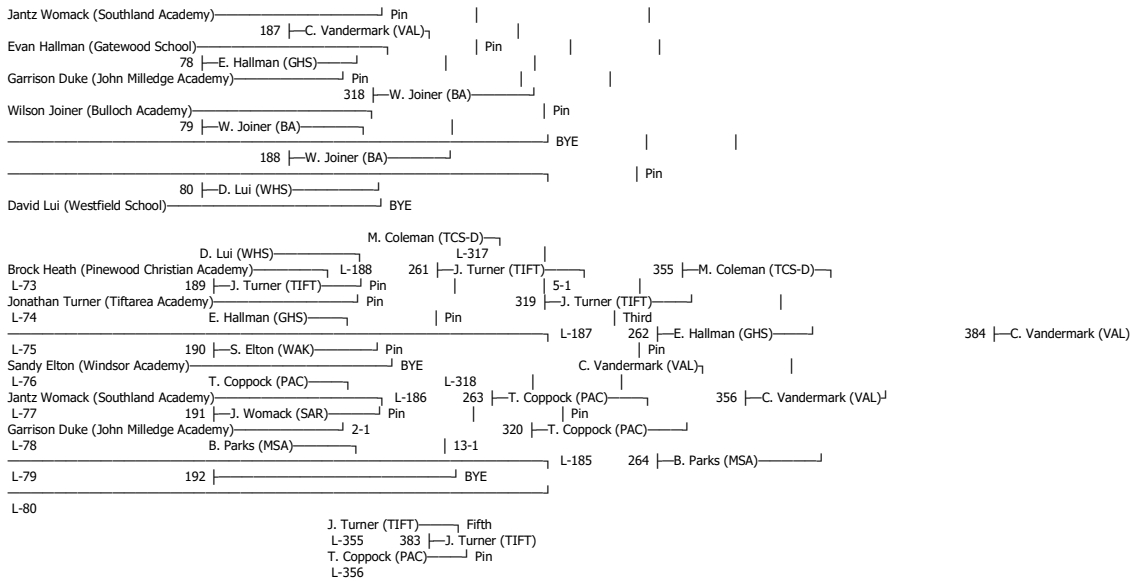 Jantz Womack (Southland Academy) Pin
187 C. Vandermark (VAL)
Evan Hallman (Gatewood School) Pin
78 E. Hallman (GHS)
Garrison Duke (John Milledge Academy) Pin
318 W. Joiner (BA)
Wilson Joiner (Bulloch Academy) Pin
79 W. Joiner (BA)
BYE
188 W. Joiner (BA)
Pin
80 D. Lui (WHS)
David Lui (Westfield School) BYE
M. Coleman (TCS-D)
D. Lui (WHS) L-317
Brock Heath (Pinewood Christian Academy) L-188 261 J. Turner (TIFT) 355 M. Coleman (TCS-D)
L-73 189 J. Turner (TIFT) Pin 5-1
Jonathan Turner (Tiftarea Academy) Pin 319 J. Turner (TIFT)
L-74 E. Hallman (GHS) Pin Third
L-187 262 E. Hallman (GHS) 384 C. Vandermark (VAL)
L-75 190 S. Elton (WAK) Pin Pin
Sandy Elton (Windsor Academy) BYE C. Vandermark (VAL)
L-76 T. Coppock (PAC) L-318
Jantz Womack (Southland Academy) L-186 263 T. Coppock (PAC) 356 C. Vandermark (VAL)
L-77 191 J. Womack (SAR) Pin Pin
Garrison Duke (John Milledge Academy) 2-1 320 T. Coppock (PAC)
L-78 B. Parks (MSA) 13-1
L-185 264 B. Parks (MSA)
L-79 192 BYE
L-80
J. Turner (TIFT) Fifth
L-355 383 J. Turner (TIFT)
T. Coppock (PAC) Pin
L-356